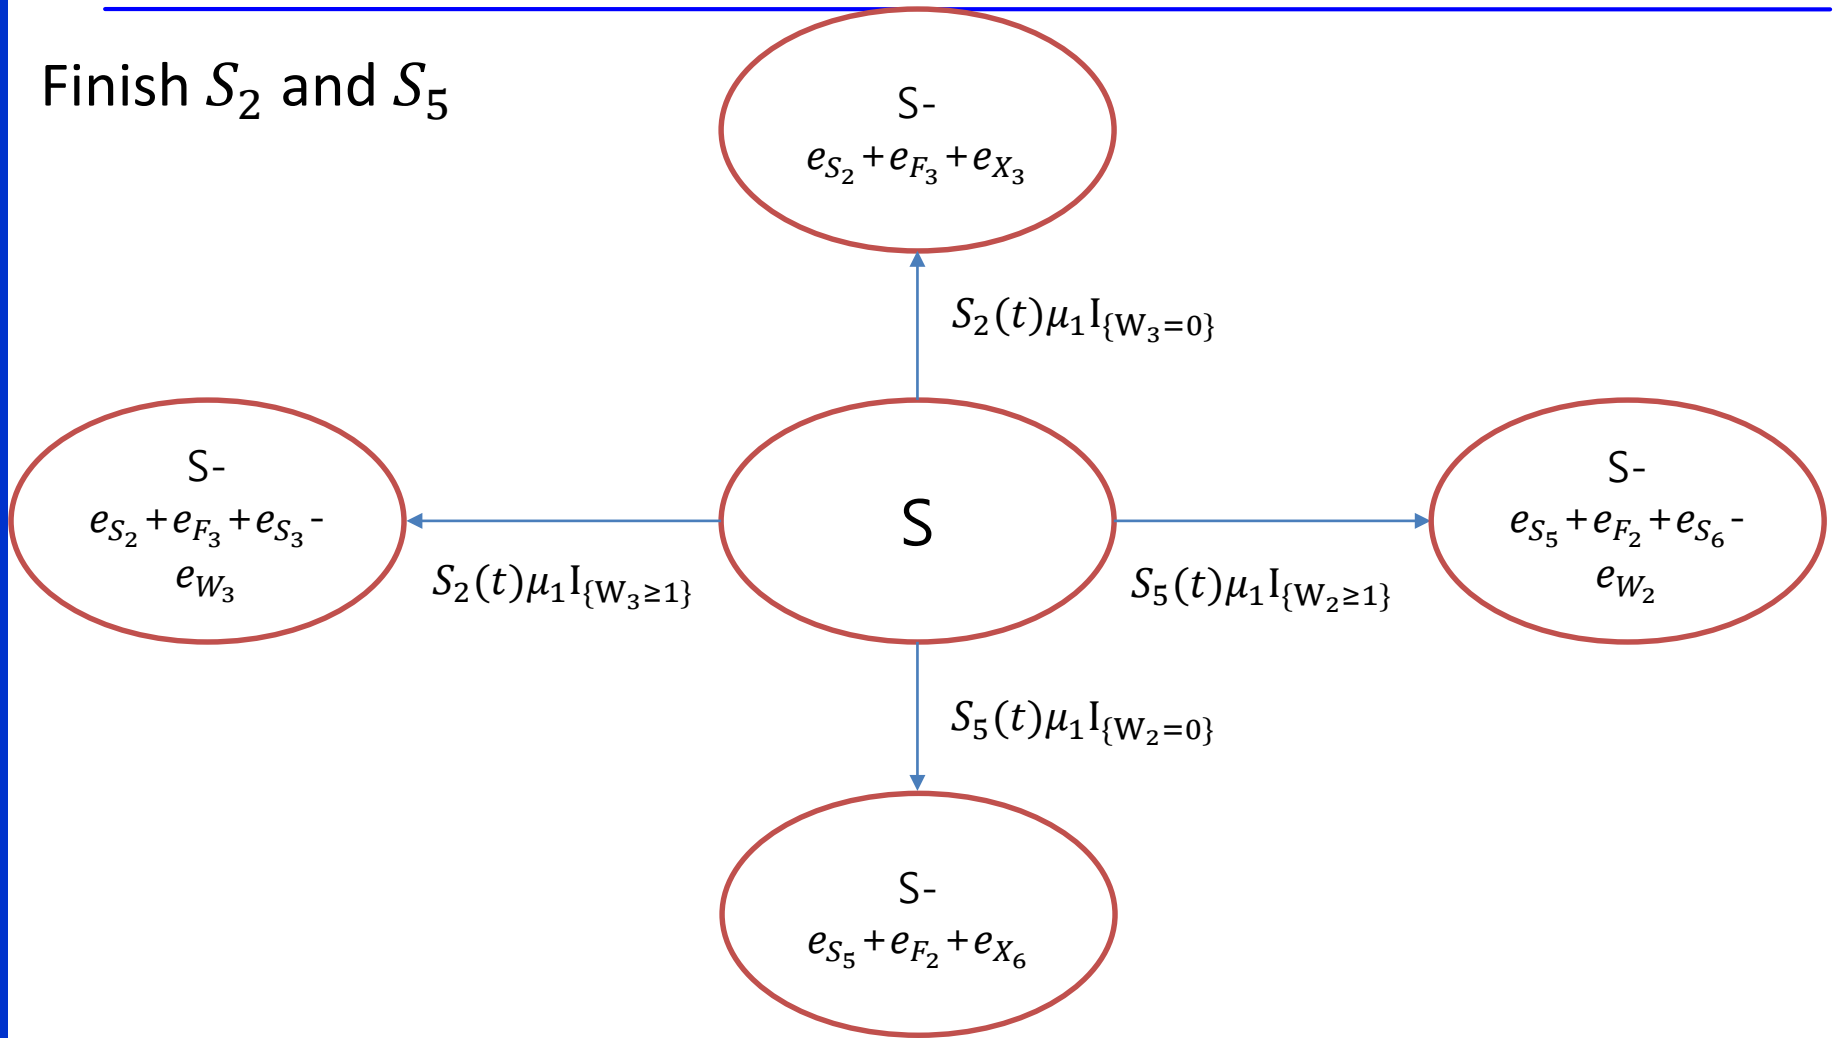 Finish 𝑆₂ and 𝑆₅
S-
𝑒_{𝑆₂}+𝑒_{𝐹₃}+𝑒_{𝑋₃}
𝑆₂(𝑡)𝜇₁I_{{W₃=0}}
S-
𝑒_{𝑆₂}+𝑒_{𝐹₃}+𝑒_{𝑆₃}-
𝑒_{𝑊₃}
𝑆₂(𝑡)𝜇₁I_{{W₃≥1}}
S
𝑆₅(𝑡)𝜇₁I_{{W₂≥1}}
S-
𝑒_{𝑆₅}+𝑒_{𝐹₂}+𝑒_{𝑆₆}-
𝑒_{𝑊₂}
𝑆₅(𝑡)𝜇₁I_{{W₂=0}}
S-
𝑒_{𝑆₅}+𝑒_{𝐹₂}+𝑒_{𝑋₆}